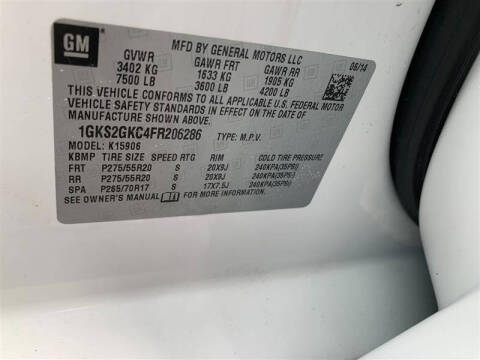 GM
MFD BY GENERAL MOTORS LLC
06/14
GVWR GAWR FRT GAWR RR
3402 KG 1633 KG 1905 KG
7500 LB 3600 LB 4200 LB
THIS VEHICLE CONFORMS TO ALL APPLICABLE U.S. FEDERAL MOTOR
VEHICLE SAFETY STANDARDS IN EFFECT ON THE DATE OF
MANUFACTURE SHOWN ABOVE.
1GKS2GKC4FR206286 TYPE: M.P.V.
MODEL: K15906
KBMP TIRE SIZE SPEED RTG RIM COLD TIRE PRESSURE
FRT P275/55R20 S 20X9J 240KPA(35PSI)
RR P275/55R20 S 20X9J 240KPA(35PSI)
SPA P265/70R17 S 17X7.5J 240KPA(35PSI)
SEE OWNER'S MANUAL FOR MORE INFORMATION.